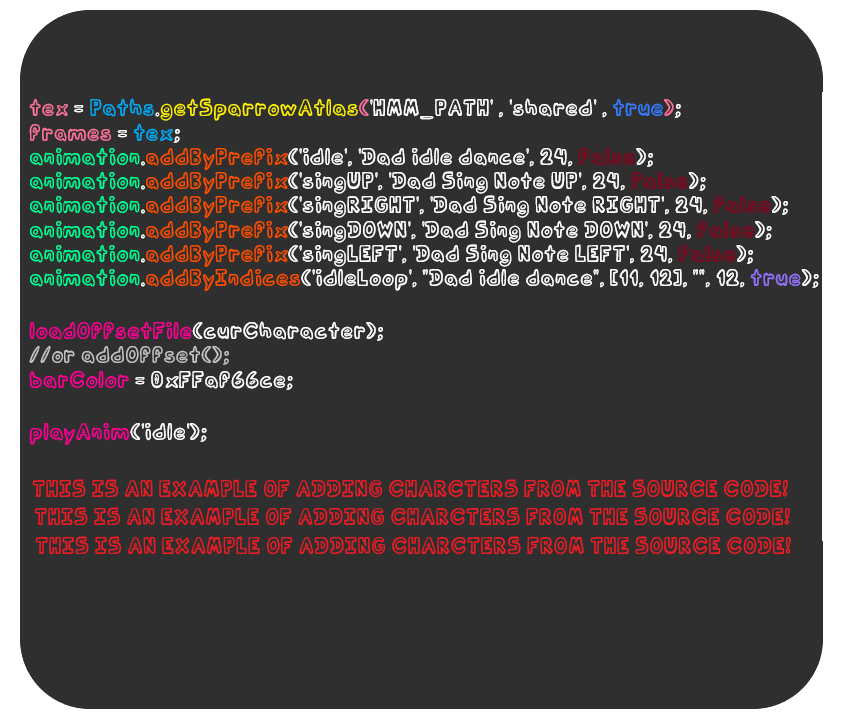 tex = Paths.getSparrowAtlas('HMM_PATH' , 'shared' , true);
frames = tex;
animation.addByPrefix('idle', 'Dad idle dance', 24, false);
animation.addByPrefix('singUP', 'Dad Sing Note UP', 24, false);
animation.addByPrefix('singRIGHT', 'Dad Sing Note RIGHT', 24, false);
animation.addByPrefix('singDOWN', 'Dad Sing Note DOWN', 24, false);
animation.addByPrefix('singLEFT', 'Dad Sing Note LEFT', 24, false);
animation.addByIndices('idleLoop', "Dad idle dance", [11, 12], "", 12, true);
loadOffsetFile(curCharacter);
//or addOffset();
barColor = 0xFFaf66ce;
playAnim('idle');
THIS IS AN EXAMPLE OF ADDING CHARCTERS FROM THE SOURCE CODE!
THIS IS AN EXAMPLE OF ADDING CHARCTERS FROM THE SOURCE CODE!
THIS IS AN EXAMPLE OF ADDING CHARCTERS FROM THE SOURCE CODE!